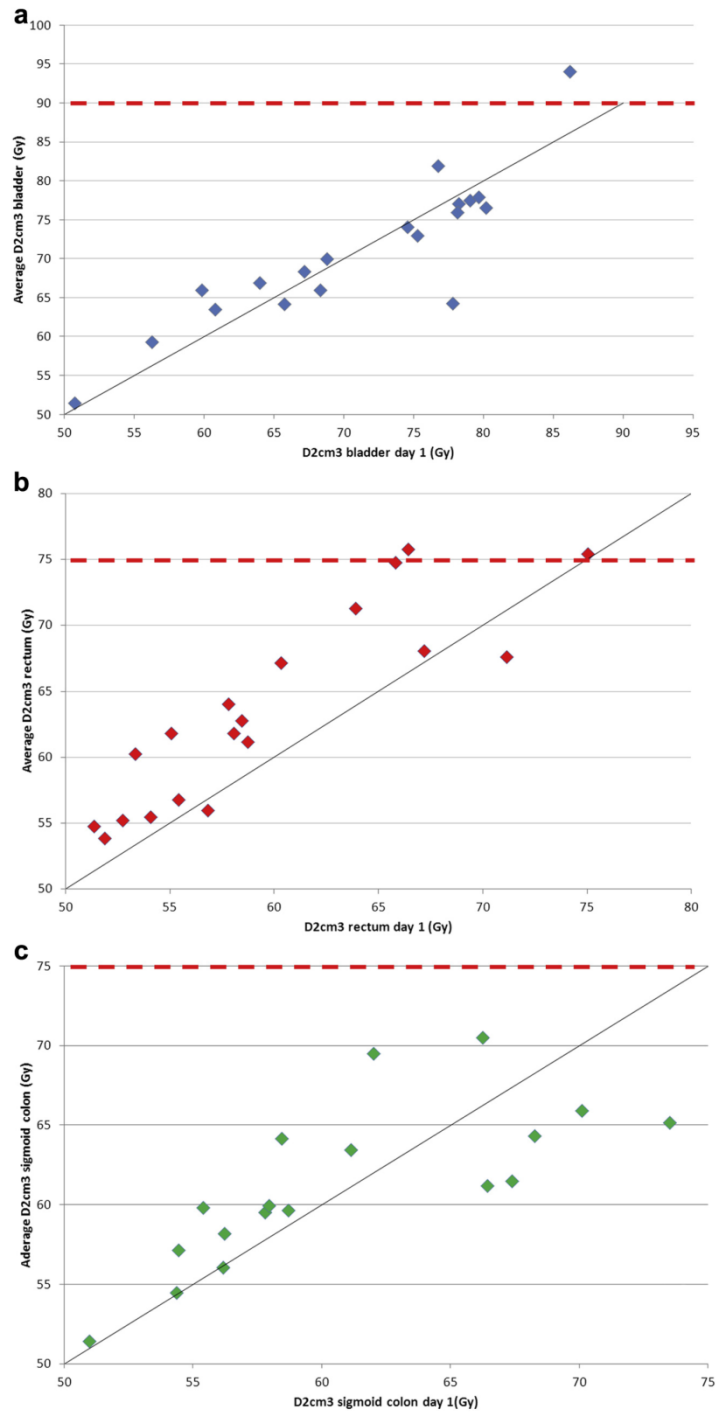 a
100
95
90
85
80
75
70
65
60
55
50
Average D2cm3 bladder (Gy)
50 55 60 65 70 75 80 85 90 95
D2cm3 bladder day 1 (Gy)
b
80
75
70
65
60
55
50
Average D2cm3 rectum (Gy)
50 55 60 65 70 75 80
D2cm3 rectum day 1 (Gy)
c
75
70
65
60
55
50
Aderage D2cm3 sigmoid colon (Gy)
50 55 60 65 70 75
D2cm3 sigmoid colon day 1(Gy)